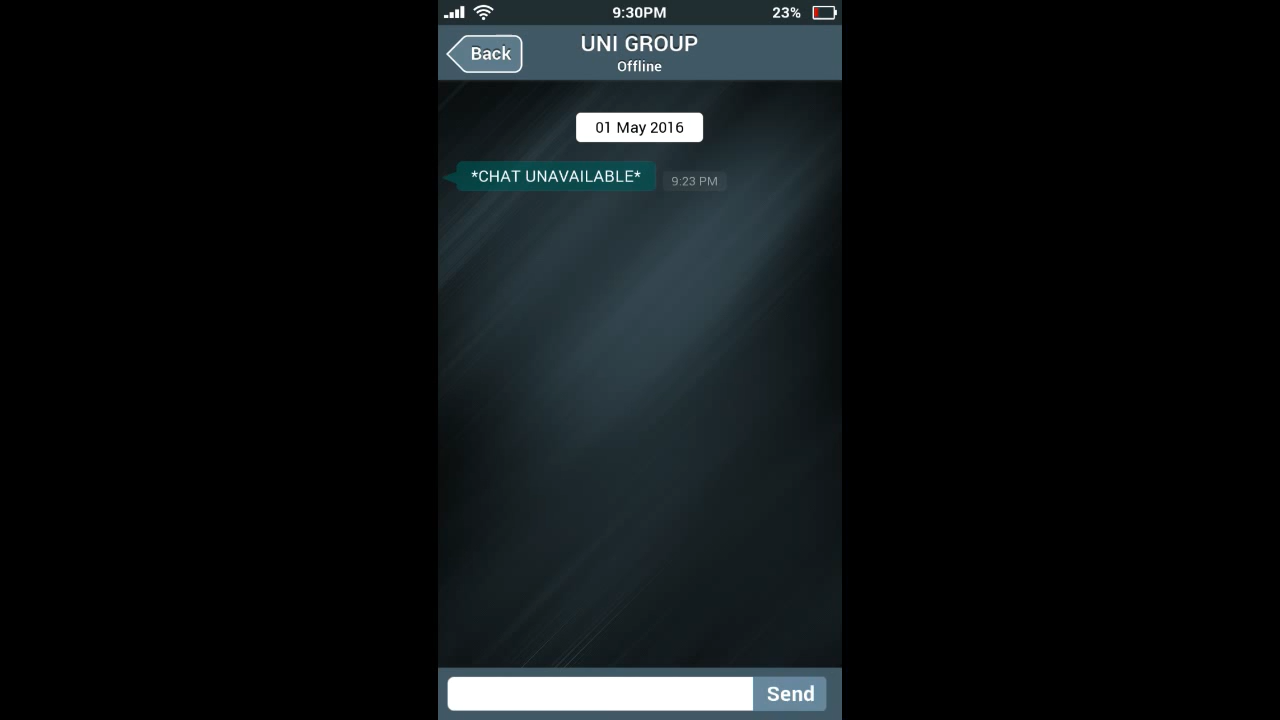 9:30PM 23%
Back
UNI GROUP
Offline
01 May 2016
*CHAT UNAVAILABLE*
9:23 PM
Send